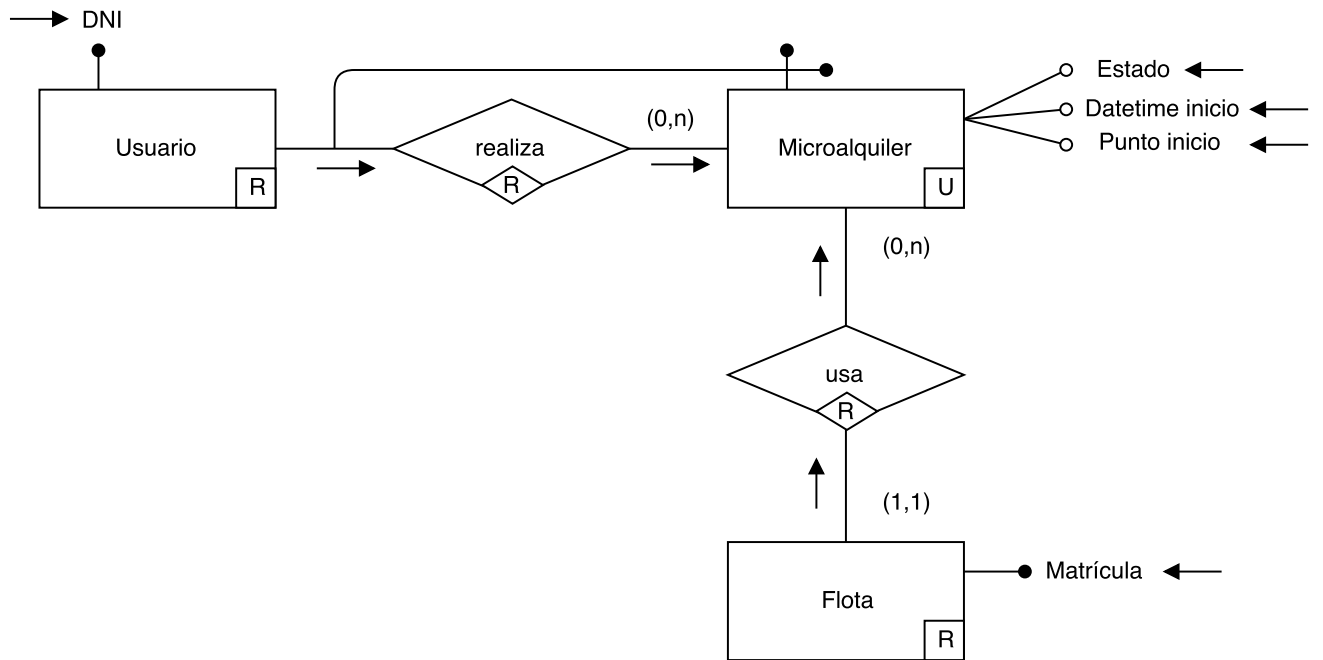 DNI
Estado
Datetime inicio
Punto inicio
(0,n)
Usuario
realiza
Microalquiler
R
R
U
(0,n)
usa
R
(1,1)
Matrícula
Flota
R